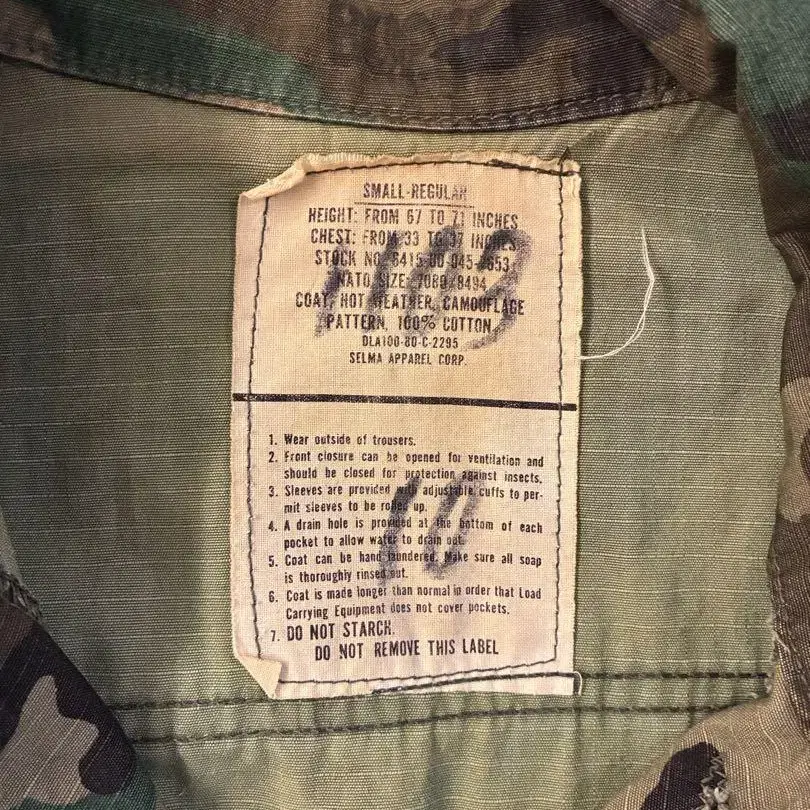 SMALL-REGULAR
HEIGHT: FROM 67 TO 71 INCHES
CHEST: FROM 33 TO 37 INCHES
STOCK NO. 8415-00-945-
NATO SIZE: 7080/8494
COAT, HOT WEATHER, CAMOUFLAGE
PATTERN, 100% COTTON
DLA100-80-C-2295
SELMA APPAREL CORP.
1. Wear outside of trousers.
2. Front closure can be opened for ventilation and
should be closed for protection against insects.
3. Sleeves are provided with adjustable cuffs to per-
mit sleeves to be rolled up.
4. A drain hole is provided at the bottom of each
pocket to allow water to drain out.
5. Coat can be hand laundered. Make sure all soap
is thoroughly rinsed out.
6. Coat is made longer than normal in order that Load
Carrying Equipment does not cover pockets.
7. DO NOT STARCH.
DO NOT REMOVE THIS LABEL
10